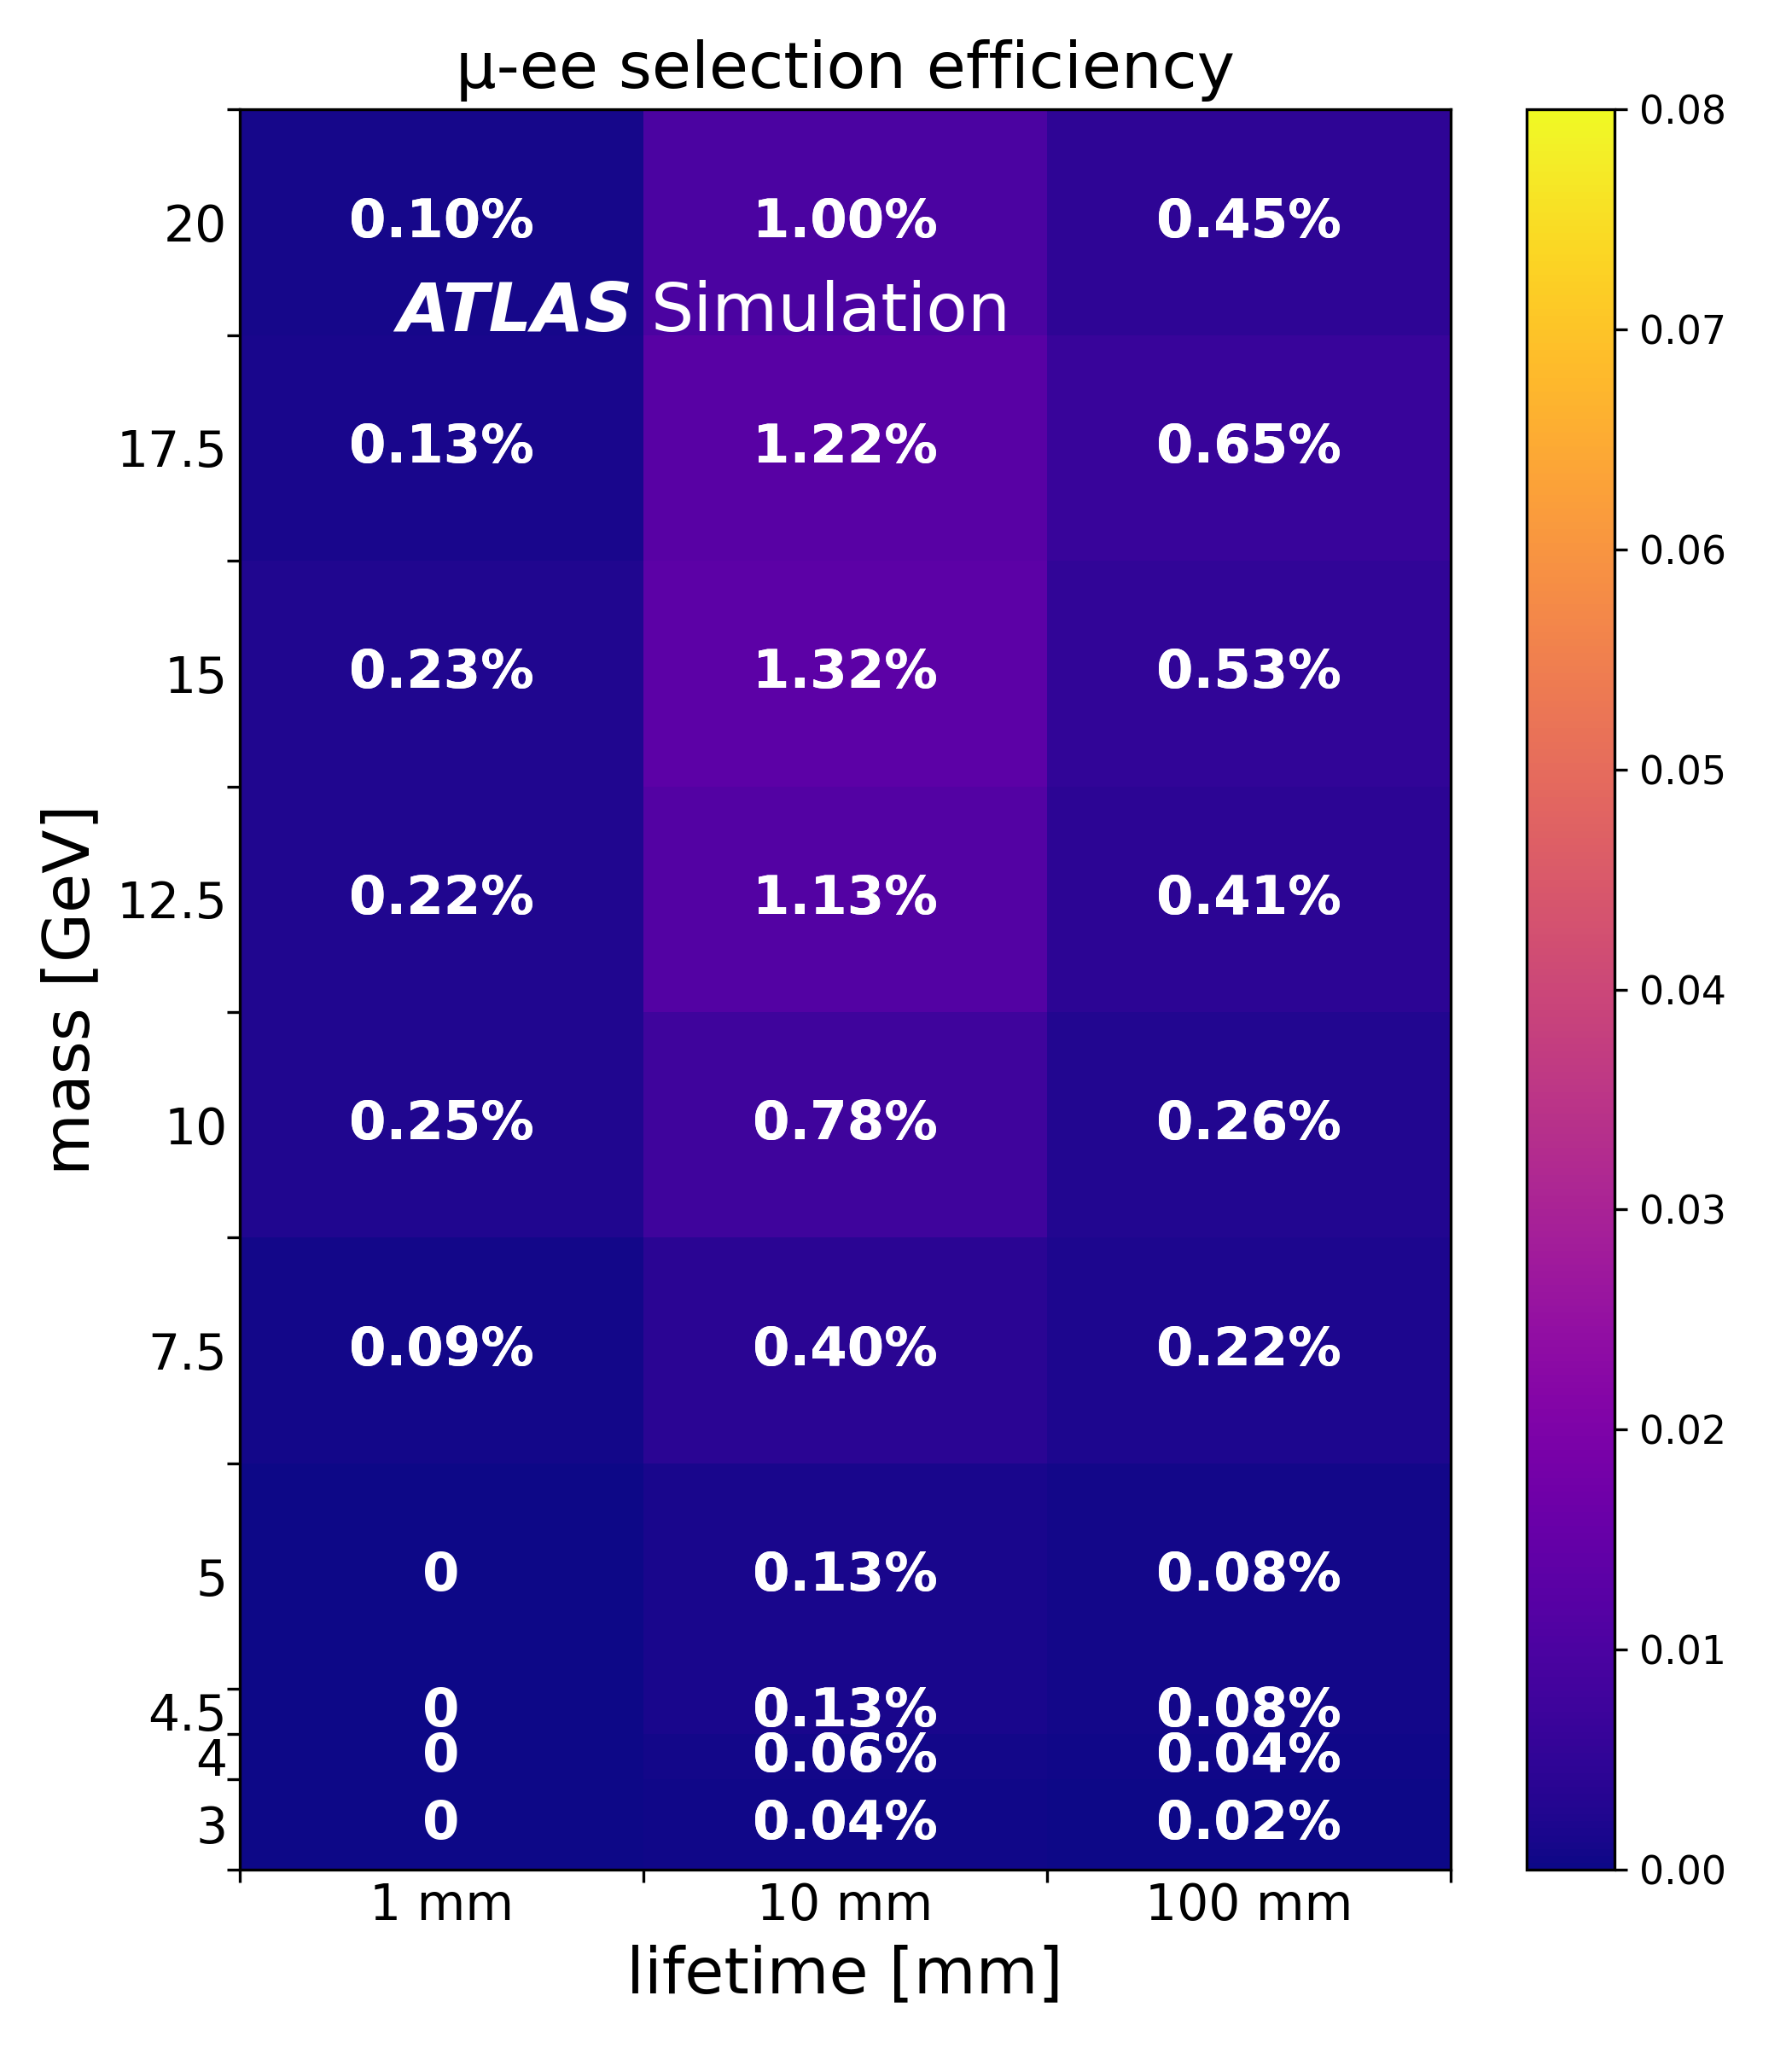 μ-ee selection efficiency
0.08
20 0.10% 1.00% 0.45%
ATLAS Simulation
0.07
17.5 0.13% 1.22% 0.65%
0.06
15 0.23% 1.32% 0.53%
0.05
12.5 0.22% 1.13% 0.41%
0.04
10 0.25% 0.78% 0.26%
0.03
7.5 0.09% 0.40% 0.22%
0.02
5 0 0.13% 0.08%
0.01
4.5 0 0.13% 0.08%
4 0 0.06% 0.04%
3 0 0.04% 0.02%
0.00
mass [GeV]
1 mm 10 mm 100 mm
lifetime [mm]